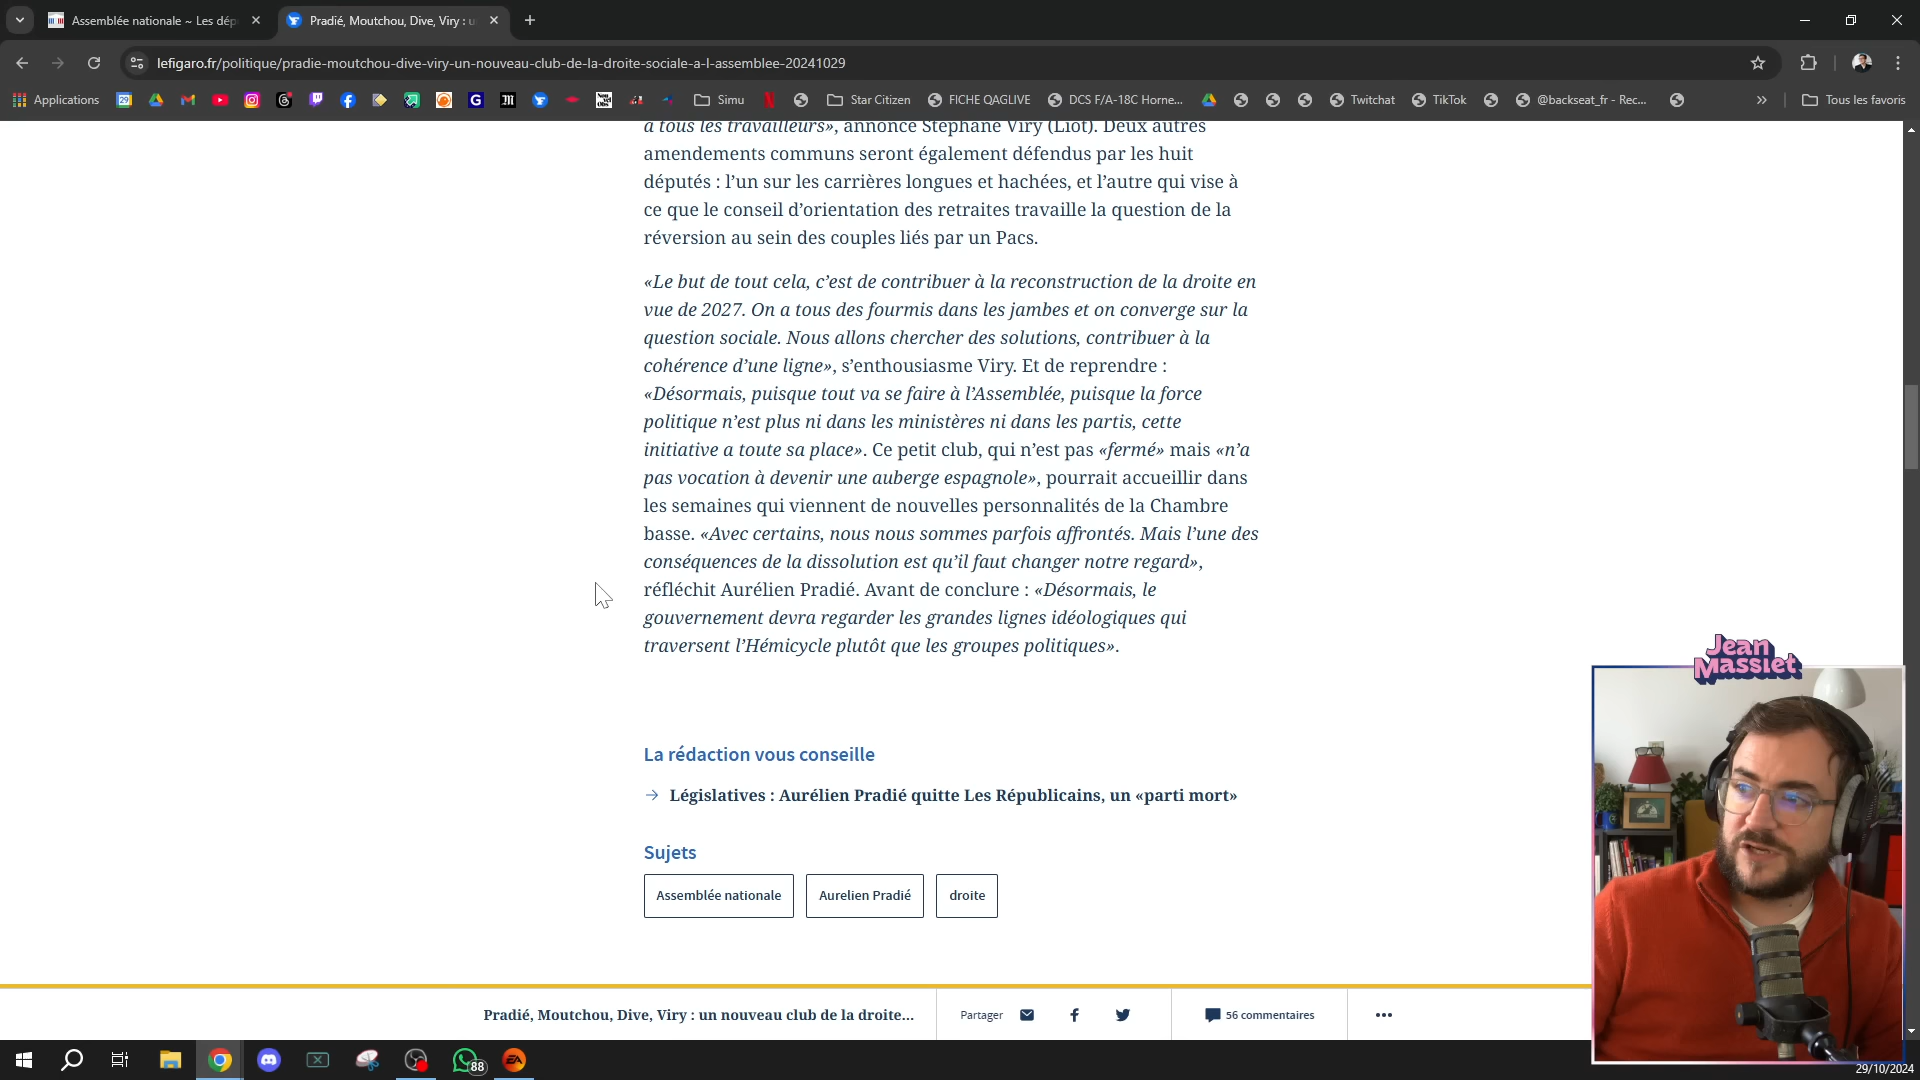 Assemblée nationale ~ Les dép
Pradié, Moutchou, Dive, Viry : u
lefigaro.fr/politique/pradie-moutchou-dive-viry-un-nouveau-club-de-la-droite-sociale-a-l-assemblee-20241029
Applications
Simu
Star Citizen
FICHE QAGLIVE
DCS F/A-18C Horne...
Twitchat
TikTok
@backseat_fr - Rec...
Tous les favoris
à tous les travailleurs», annonce Stéphane Viry (Liot). Deux autres
amendements communs seront également défendus par les huit
députés : l’un sur les carrières longues et hachées, et l’autre qui vise à
ce que le conseil d’orientation des retraites travaille la question de la
réversion au sein des couples liés par un Pacs.
«Le but de tout cela, c’est de contribuer à la reconstruction de la droite en
vue de 2027. On a tous des fourmis dans les jambes et on converge sur la
question sociale. Nous allons chercher des solutions, contribuer à la
cohérence d’une ligne», s’enthousiasme Viry. Et de reprendre :
«Désormais, puisque tout va se faire à l’Assemblée, puisque la force
politique n’est plus ni dans les ministères ni dans les partis, cette
initiative a toute sa place». Ce petit club, qui n’est pas «fermé» mais «n’a
pas vocation à devenir une auberge espagnole», pourrait accueillir dans
les semaines qui viennent de nouvelles personnalités de la Chambre
basse. «Avec certains, nous nous sommes parfois affrontés. Mais l’une des
conséquences de la dissolution est qu’il faut changer notre regard»,
réfléchit Aurélien Pradié. Avant de conclure : «Désormais, le
gouvernement devra regarder les grandes lignes idéologiques qui
traversent l’Hémicycle plutôt que les groupes politiques».
La rédaction vous conseille
Législatives : Aurélien Pradié quitte Les Républicains, un «parti mort»
Sujets
Assemblée nationale
Aurelien Pradié
droite
Jean
Massiet
Pradié, Moutchou, Dive, Viry : un nouveau club de la droite...
Partager
56 commentaires
88
EA
29/10/2024